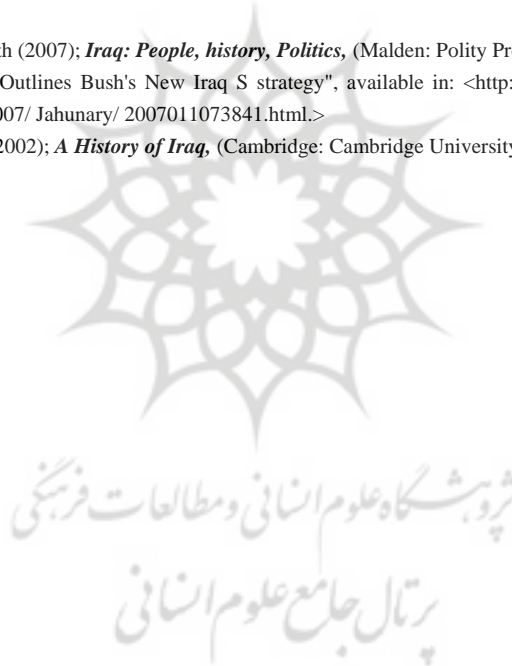 th (2007); Iraq: People, history, Politics, (Malden: Polity Pre
Outlines Bush's New Iraq S strategy", available in: <http:
007/ Jahunary/ 2007011073841.html.>
2002); A History of Iraq, (Cambridge: Cambridge University
پژوهشگاه علوم انسانی و مطالعات فرهنگی
پرتال جامع علوم انسانی